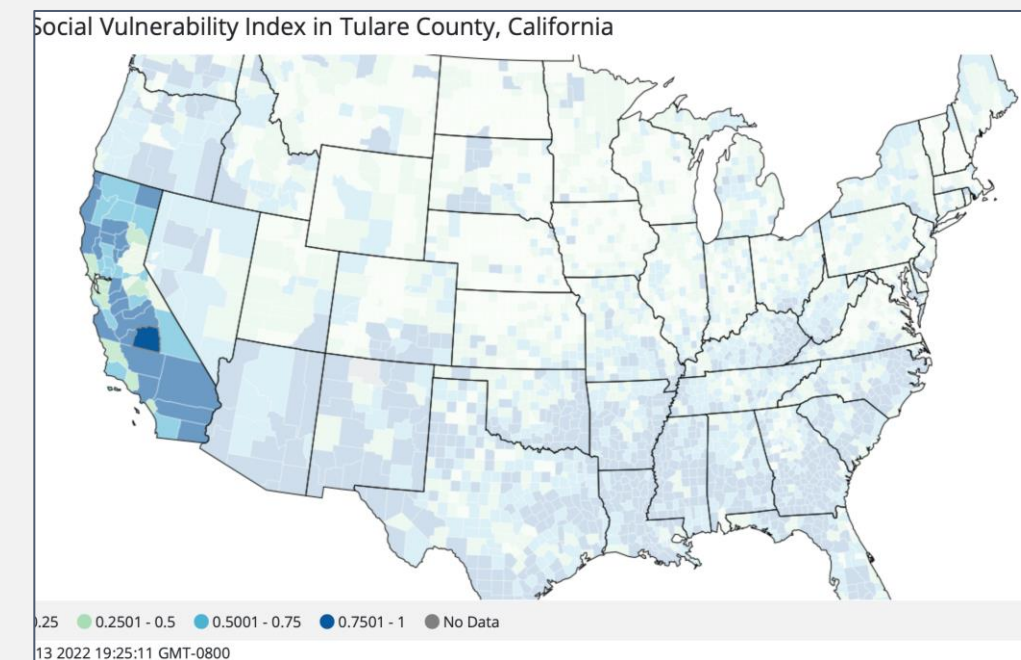 Social Vulnerability Index in Tulare County, California
.25 0.2501 - 0.5 0.5001 - 0.75 0.7501 - 1 No Data
13 2022 19:25:11 GMT-0800